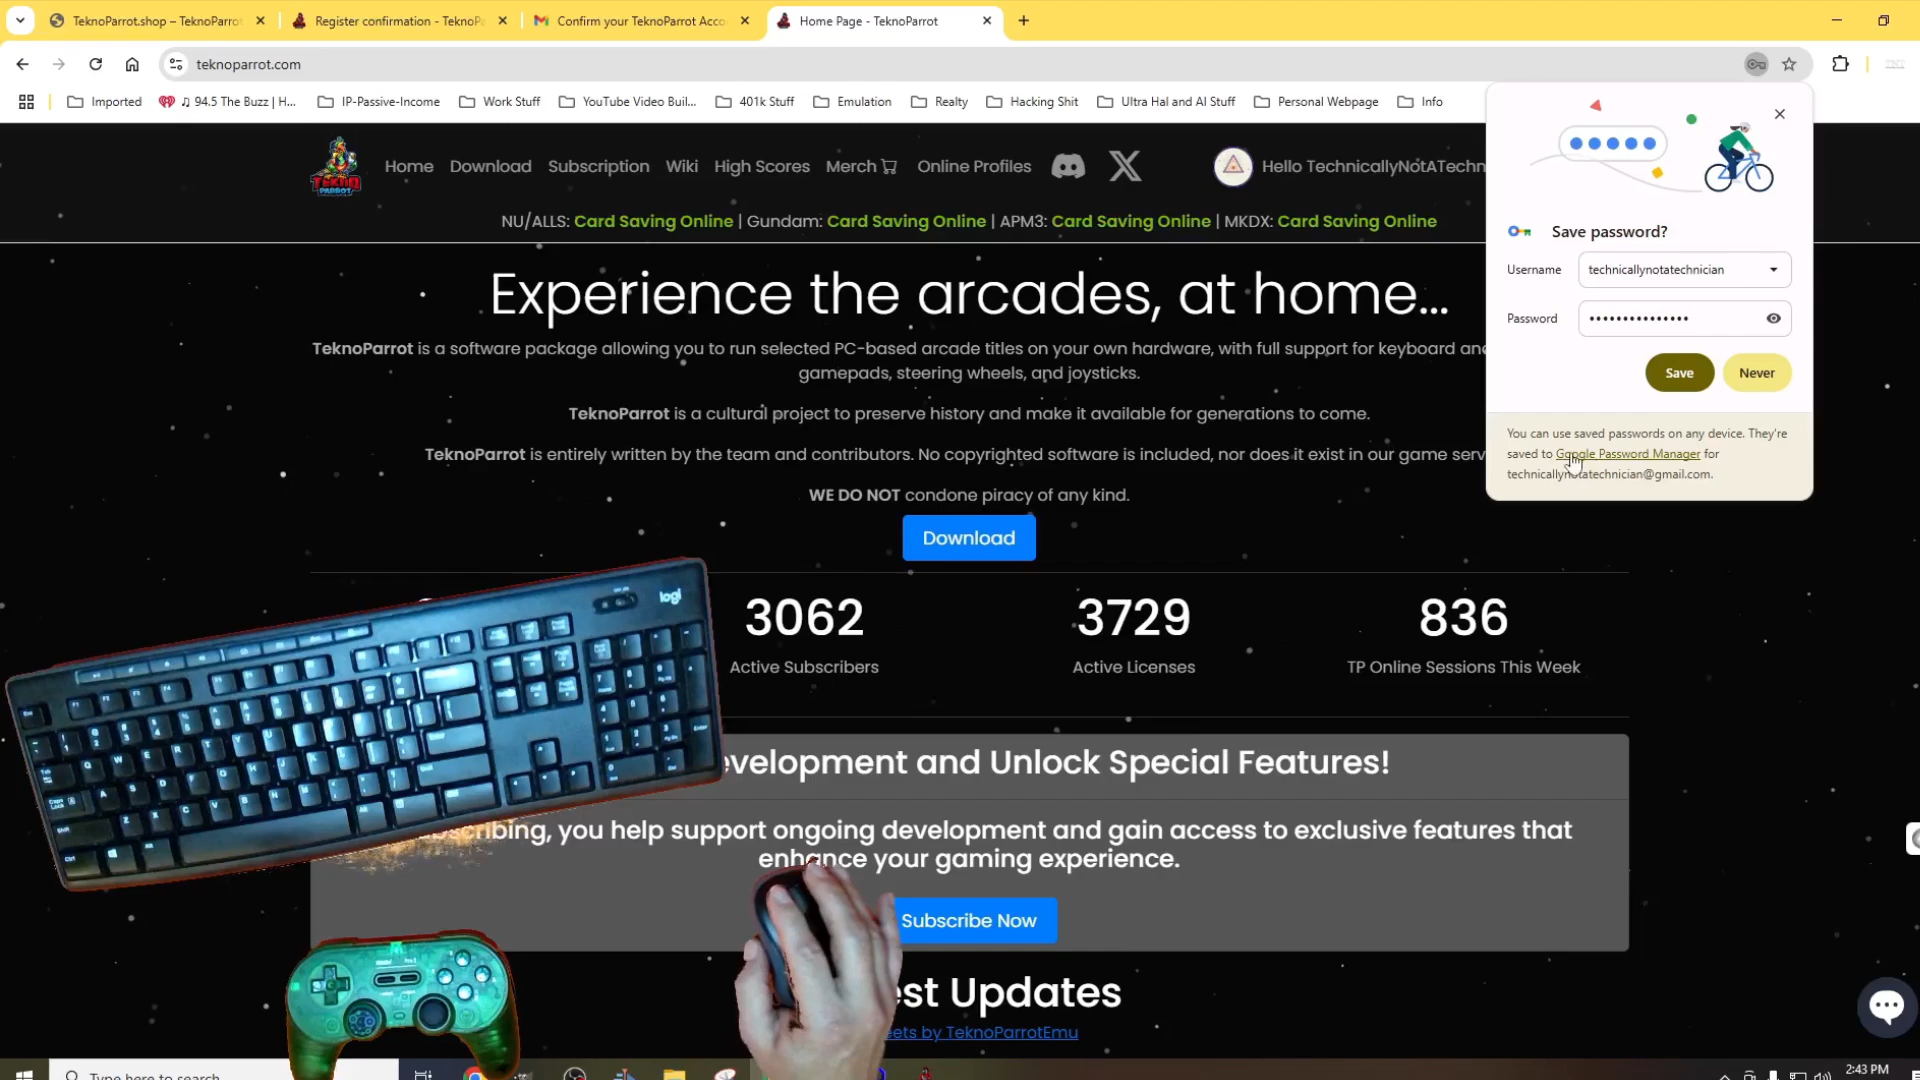 TeknoParrot.shop – TeknoParrot
Register confirmation - TeknoPa
Confirm your TeknoParrot Acco
Home Page - TeknoParrot
teknoparrot.com
Imported
♫ 94.5 The Buzz | H...
IP-Passive-Income
Work Stuff
YouTube Video Buil...
401k Stuff
Emulation
Realty
Hacking Shit
Ultra Hal and AI Stuff
Personal Webpage
Info
TEKNO
PARROT
Home
Download
Subscription
Wiki
High Scores
Merch
Online Profiles
Hello TechnicallyNotATechn
NU/ALLS: Card Saving Online | Gundam: Card Saving Online | APM3: Card Saving Online | MKDX: Card Saving Online
Experience the arcades, at home...
TeknoParrot is a software package allowing you to run selected PC-based arcade titles on your own hardware, with full support for keyboard and
gamepads, steering wheels, and joysticks.
TeknoParrot is a cultural project to preserve history and make it available for generations to come.
TeknoParrot is entirely written by the team and contributors. No copyrighted software is included, nor does it exist in our game serv
WE DO NOT condone piracy of any kind.
Download
Save password?
Username
technicallynotatechnician
Password
•••••••••••••••
Save
Never
You can use saved passwords on any device. They're
saved to Google Password Manager for
technicallynotatechnician@gmail.com.
3062
Active Subscribers
3729
Active Licenses
836
TP Online Sessions This Week
evelopment and Unlock Special Features!
bing, you help support ongoing development and gain access to exclusive features that
enhance your gaming experience.
Subscribe Now
est Updates
eets by TeknoParrotEmu
logi
Type here to search
2:43 PM